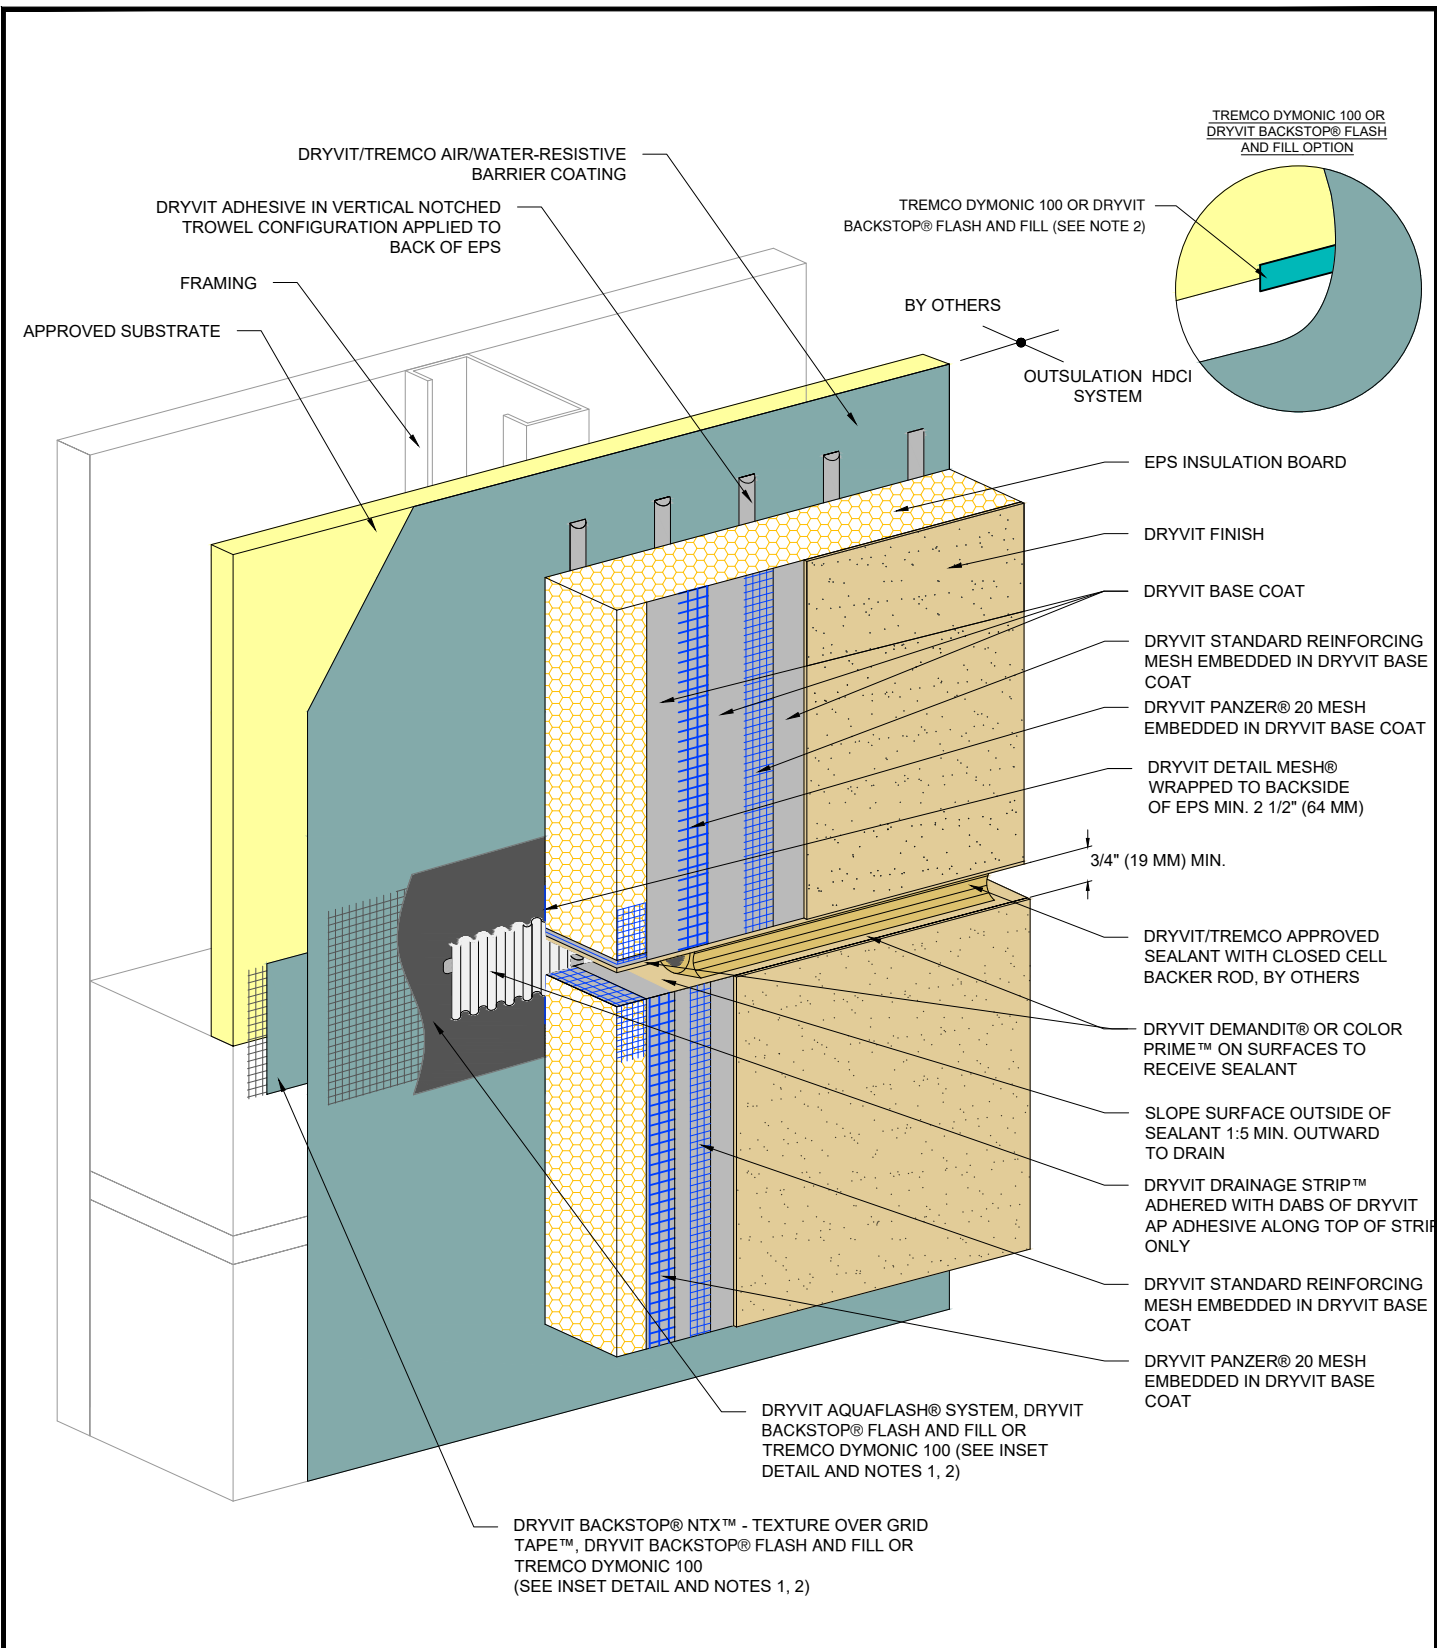 TREMCO DYMONIC 100 OR
DRYVIT BACKSTOP® FLASH
AND FILL OPTION
DRYVIT/TREMCO AIR/WATER-RESISTIVE
BARRIER COATING
DRYVIT ADHESIVE IN VERTICAL NOTCHED
TROWEL CONFIGURATION APPLIED TO
BACK OF EPS
TREMCO DYMONIC 100 OR DRYVIT
BACKSTOP® FLASH AND FILL (SEE NOTE 2)
FRAMING
APPROVED SUBSTRATE
BY OTHERS
OUTSULATION HDCI
SYSTEM
EPS INSULATION BOARD
DRYVIT FINISH
DRYVIT BASE COAT
DRYVIT STANDARD REINFORCING
MESH EMBEDDED IN DRYVIT BASE
COAT
DRYVIT PANZER® 20 MESH
EMBEDDED IN DRYVIT BASE COAT
DRYVIT DETAIL MESH®
WRAPPED TO BACKSIDE
OF EPS MIN. 2 1/2" (64 MM)
3/4" (19 MM) MIN.
DRYVIT/TREMCO APPROVED
SEALANT WITH CLOSED CELL
BACKER ROD, BY OTHERS
DRYVIT DEMANDIT® OR COLOR
PRIME™ ON SURFACES TO
RECEIVE SEALANT
SLOPE SURFACE OUTSIDE OF
SEALANT 1:5 MIN. OUTWARD
TO DRAIN
DRYVIT DRAINAGE STRIP™
ADHERED WITH DABS OF DRYVIT
AP ADHESIVE ALONG TOP OF STRIP
ONLY
DRYVIT STANDARD REINFORCING
MESH EMBEDDED IN DRYVIT BASE
COAT
DRYVIT PANZER® 20 MESH
EMBEDDED IN DRYVIT BASE
COAT
DRYVIT AQUAFLASH® SYSTEM, DRYVIT
BACKSTOP® FLASH AND FILL OR
TREMCO DYMONIC 100 (SEE INSET
DETAIL AND NOTES 1, 2)
DRYVIT BACKSTOP® NTX™ - TEXTURE OVER GRID
TAPE™, DRYVIT BACKSTOP® FLASH AND FILL OR
TREMCO DYMONIC 100
(SEE INSET DETAIL AND NOTES 1, 2)